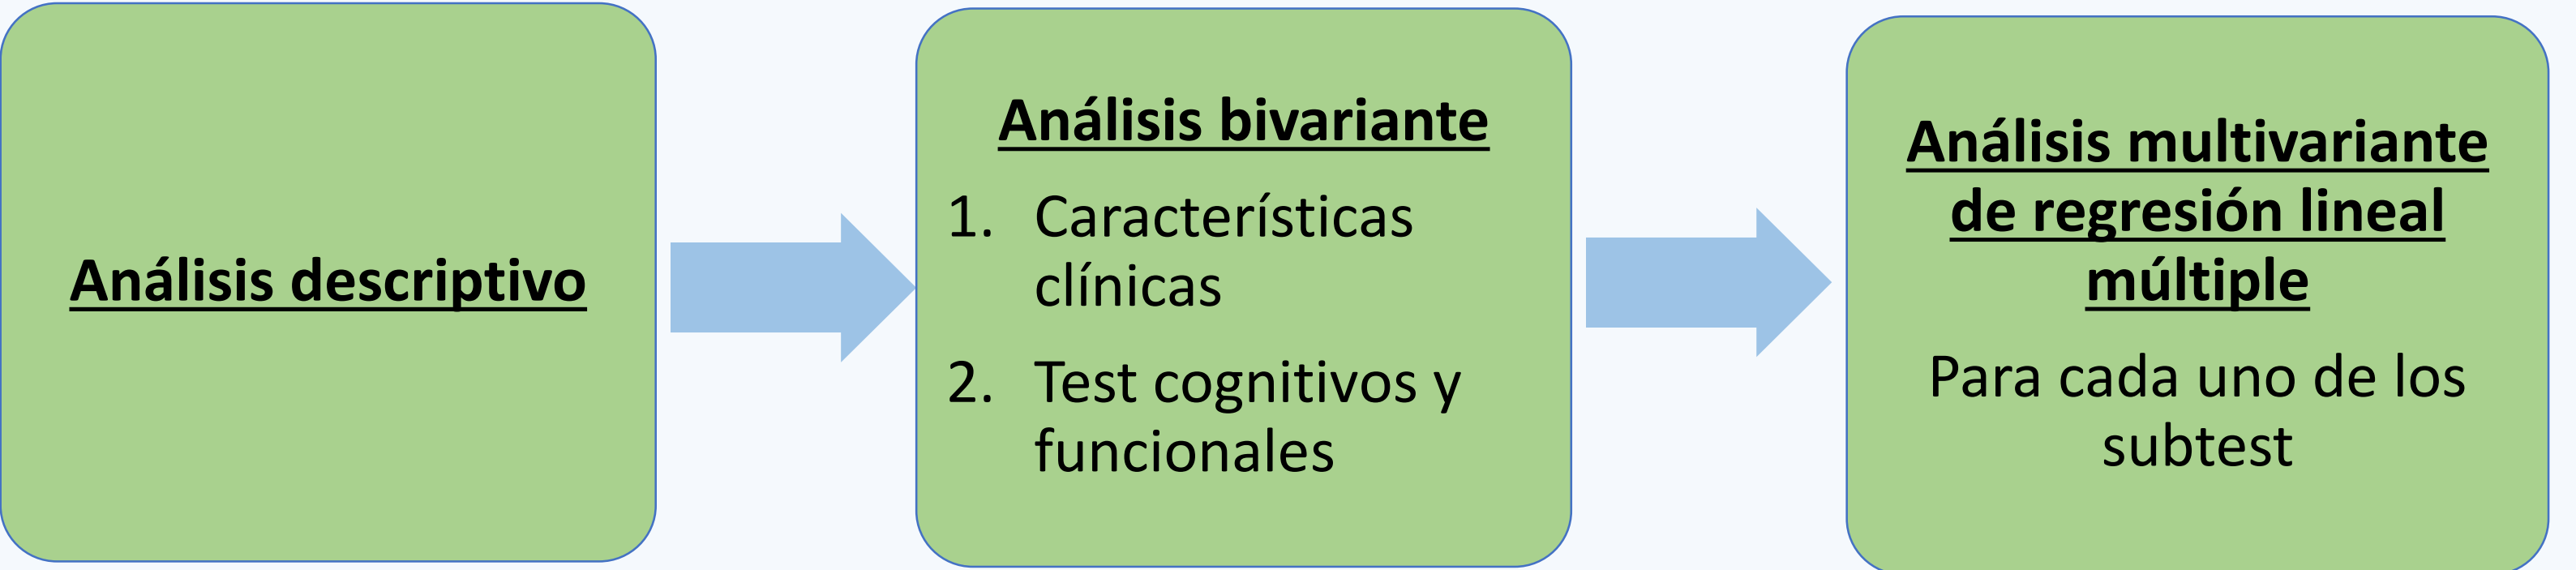 Análisis descriptivo
Análisis bivariante
1. Características
clínicas
2. Test cognitivos y
funcionales
Análisis multivariante
de regresión lineal
múltiple
Para cada uno de los
subtest